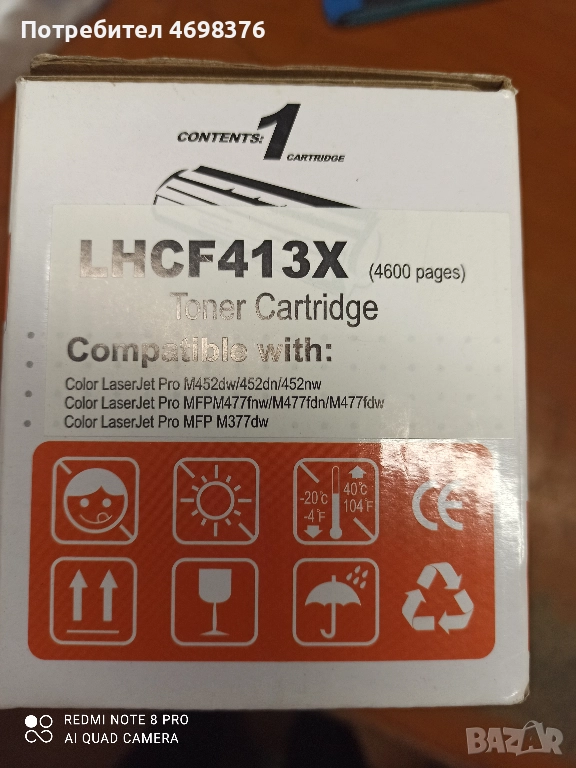 Потребител 4698376
CONTENTS: 1
CARTRIDGE
LHCF413X (4600 pages)
Toner Cartridge
Compatible with:
Color LaserJet Pro M452dw/452dn/452nw
Color LaserJet Pro MFPM477fnw/M477fdn/M477fdw
Color LaserJet Pro MFP M377dw
-20°C 40°C
-4°F 104°F
CE
REDMI NOTE 8 PRO
AI QUAD CAMERA
BAZAR